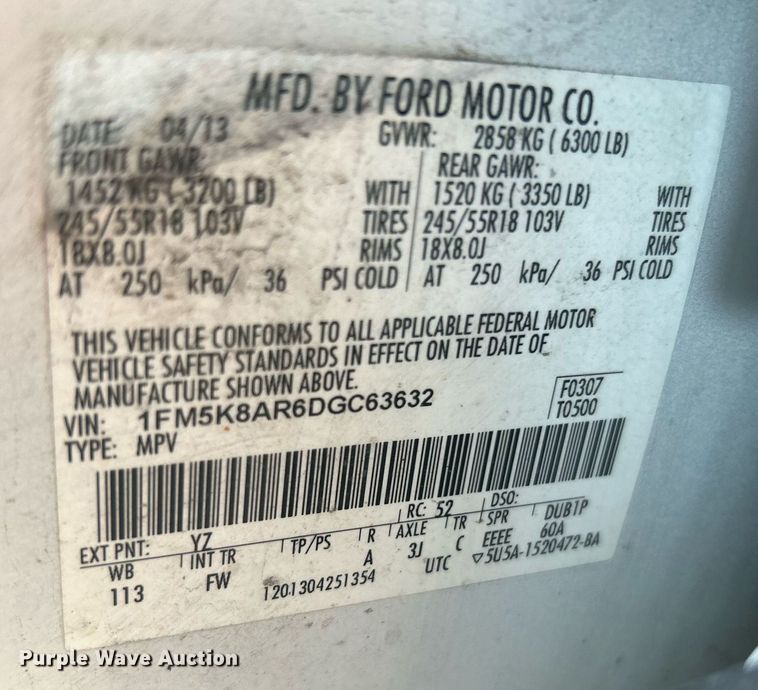 MFD. BY FORD MOTOR CO.
DATE: 04/13 GVWR: 2858 KG ( 6300 LB)
FRONT GAWR: REAR GAWR:
1452 KG ( 3200 LB) WITH 1520 KG ( 3350 LB) WITH
245/55R18 103V TIRES 245/55R18 103V TIRES
18X8.0J RIMS 18X8.0J RIMS
AT 250 kPa/ 36 PSI COLD AT 250 kPa/ 36 PSI COLD
THIS VEHICLE CONFORMS TO ALL APPLICABLE FEDERAL MOTOR
VEHICLE SAFETY STANDARDS IN EFFECT ON THE DATE OF
MANUFACTURE SHOWN ABOVE.
VIN: 1FM5K8AR6DGC63632 F0307
TYPE: MPV T0500
EXT PNT: YZ RC: 52 DSO:
WB INT TR TP/PS R AXLE TR SPR DUB1P
113 FW A 3J C EEEE 60A
1201304251354 UTC ▽5U5A-1520472-BA
Purple Wave Auction